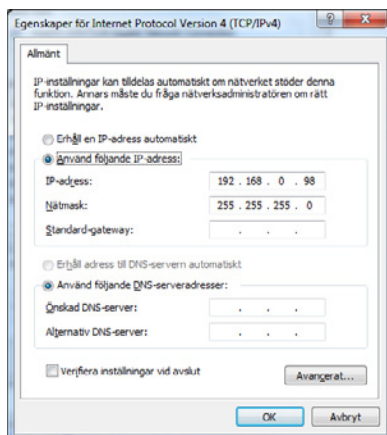 Egenskaper för Internet Protocol Version 4 (TCP/IPv4)
Allmänt
IP-inställningar kan tilldelas automatiskt om nätverket stöder denna
funktion. Annars måste du fråga nätverksadministratören om rätt
IP-inställningar.
Erhåll en IP-adress automatiskt
Använd följande IP-adress:
IP-adress: 192 . 168 . 0 . 98
Nätmask: 255 . 255 . 255 . 0
Standard-gateway: . . .
Erhåll adress till DNS-servern automatiskt
Använd följande DNS-serveradresser:
Önskad DNS-server: . . .
Alternativ DNS-server: . . .
Verifiera inställningar vid avslut
Avancerat...
OK Avbryt